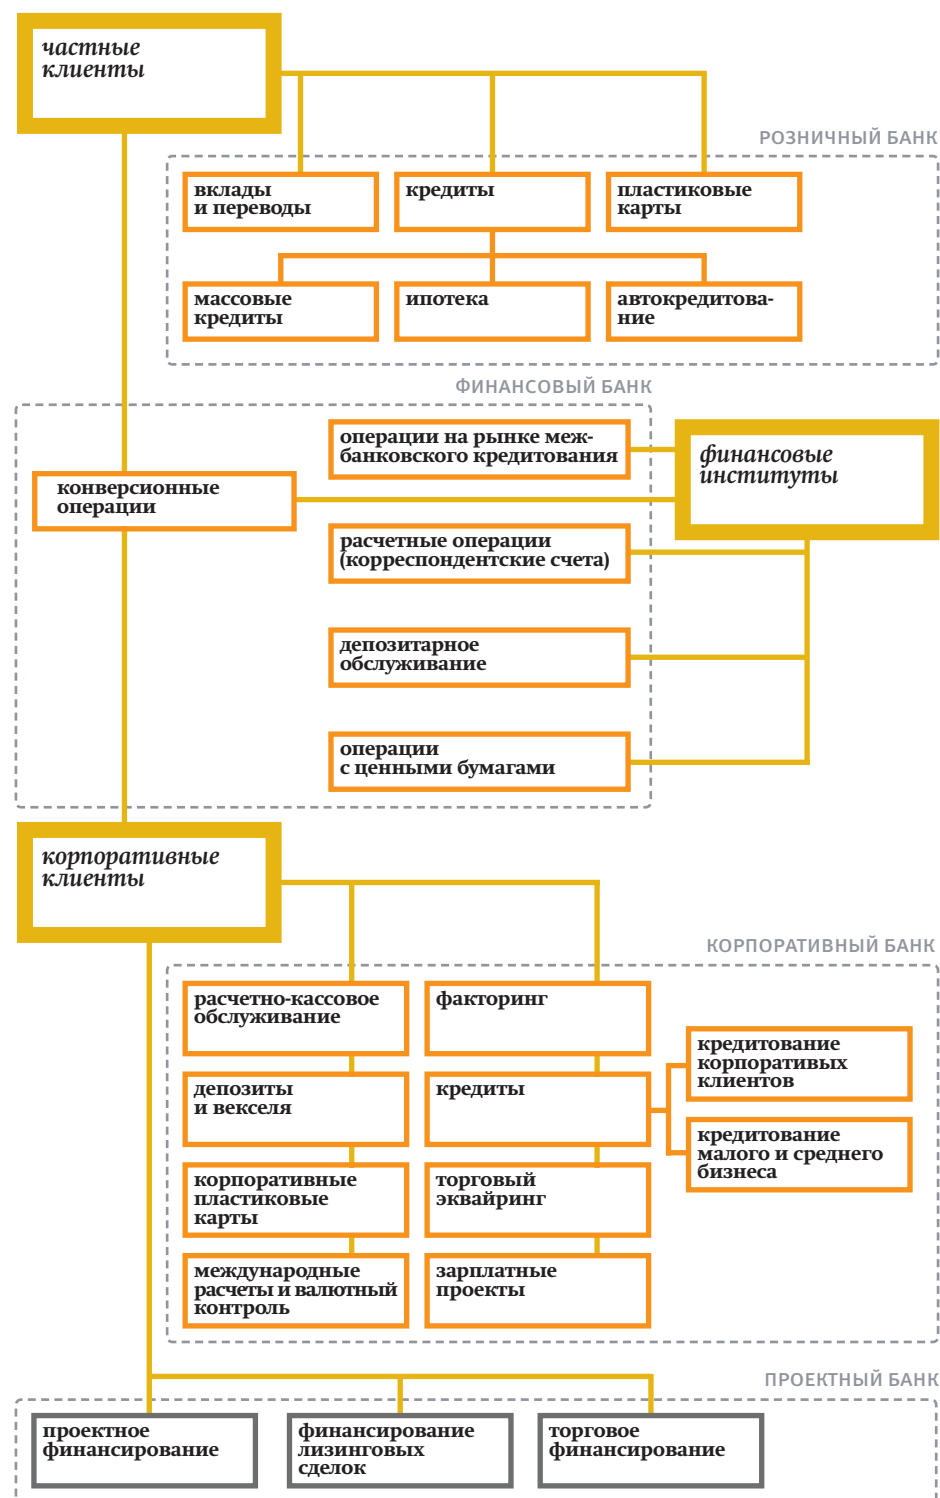 частные
клиенты
РОЗНИЧНЫЙ БАНК
вклады
и переводы
кредиты
пластиковые
карты
массовые
кредиты
ипотека
автокредитова-
ние
ФИНАНСОВЫЙ БАНК
операции на рынке меж-
банковского кредитования
финансовые
институты
конверсионные
операции
расчетные операции
(корреспондентские счета)
депозитарное
обслуживание
операции
с ценными бумагами
корпоративные
клиенты
КОРПОРАТИВНЫЙ БАНК
расчетно-кассовое
обслуживание
факторинг
кредитование
корпоративых
клиентов
депозиты
и векселя
кредиты
кредитование
малого и среднего
бизнеса
корпоративные
пластиковые
карты
торговый
эквайринг
международные
расчеты и валютный
контроль
зарплатные
проекты
ПРОЕКТНЫЙ БАНК
проектное
финансирование
финансирование
лизинговых
сделок
торговое
финансирование